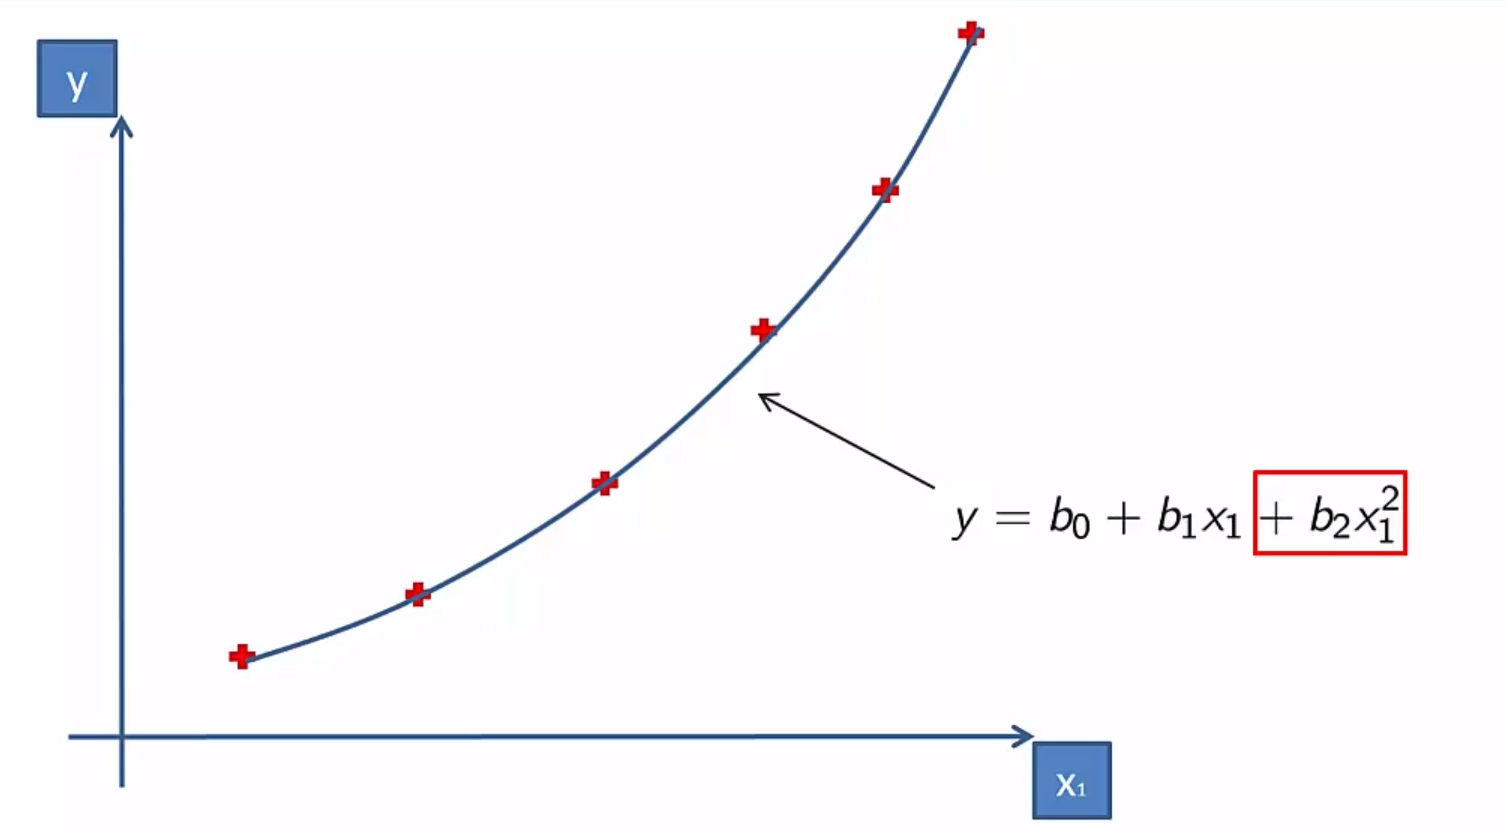 y
y = b₀ + b₁x₁ + b₂x₁²
x₁